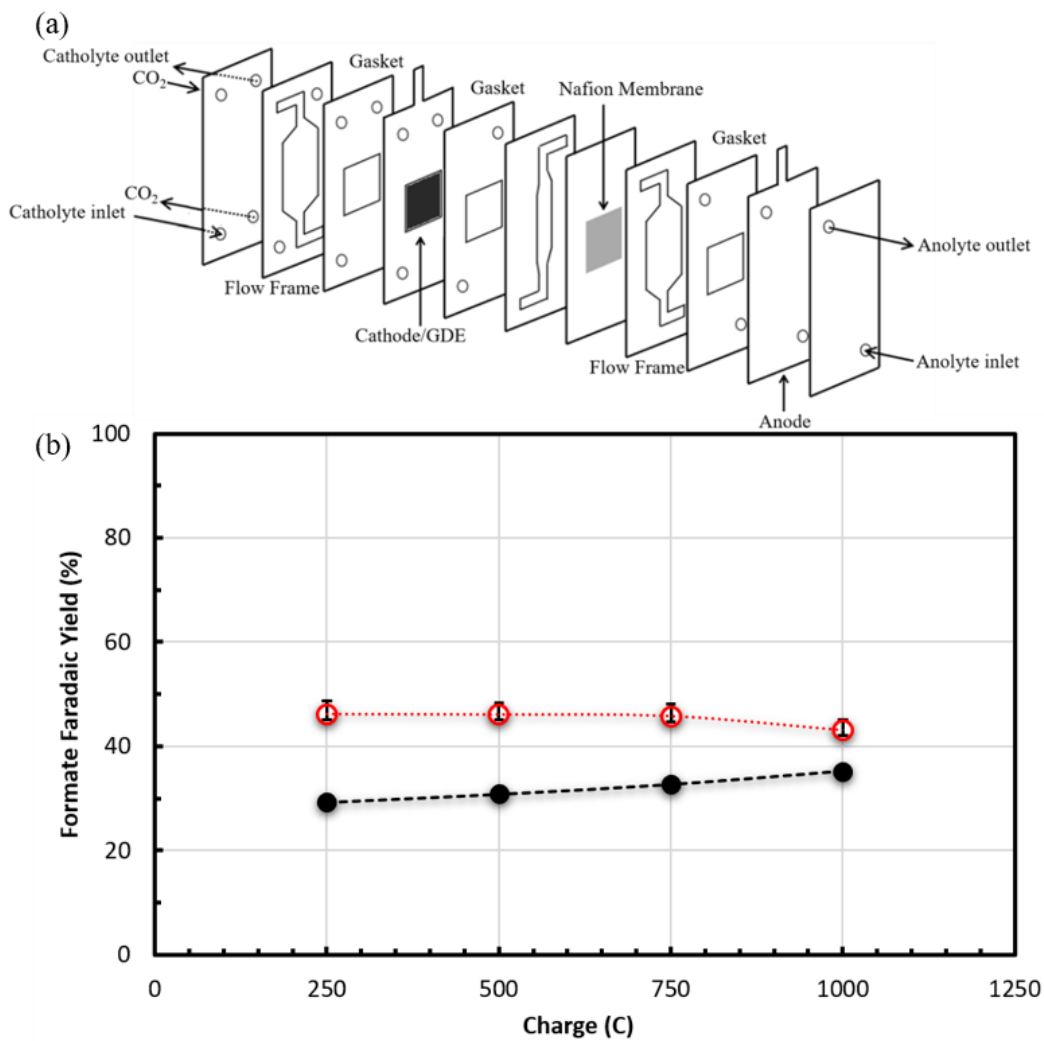 (a)
Catholyte outlet
CO2
Gasket
Gasket
Nafion Membrane
Gasket
CO2
Catholyte inlet
Anolyte outlet
Flow Frame
Cathode/GDE
Flow Frame
Anolyte inlet
Anode
(b)
Formate Faradaic Yield (%)
100
80
60
40
20
0
0 250 500 750 1000 1250
Charge (C)